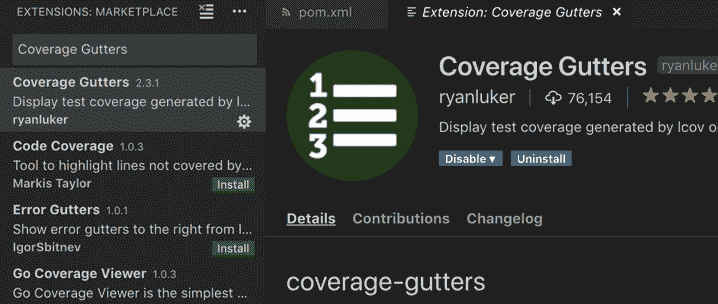 EXTENSIONS: MARKETPLACE
Coverage Gutters
Coverage Gutters 2.3.1
Display test coverage generated by l...
ryanluker
Code Coverage 1.0.3
Tool to highlight lines not covered by...
Markis Taylor Install
Error Gutters 1.0.1
Show error gutters to the right from l...
IgorSbitnev Install
Go Coverage Viewer 1.0.3
Go Coverage Viewer is the simplest ...
pom.xml
Extension: Coverage Gutters
1
2
3
Coverage Gutters ryanluke
ryanluker 76,154
Display test coverage generated by lcov o
Disable Uninstall
Details Contributions Changelog
coverage-gutters